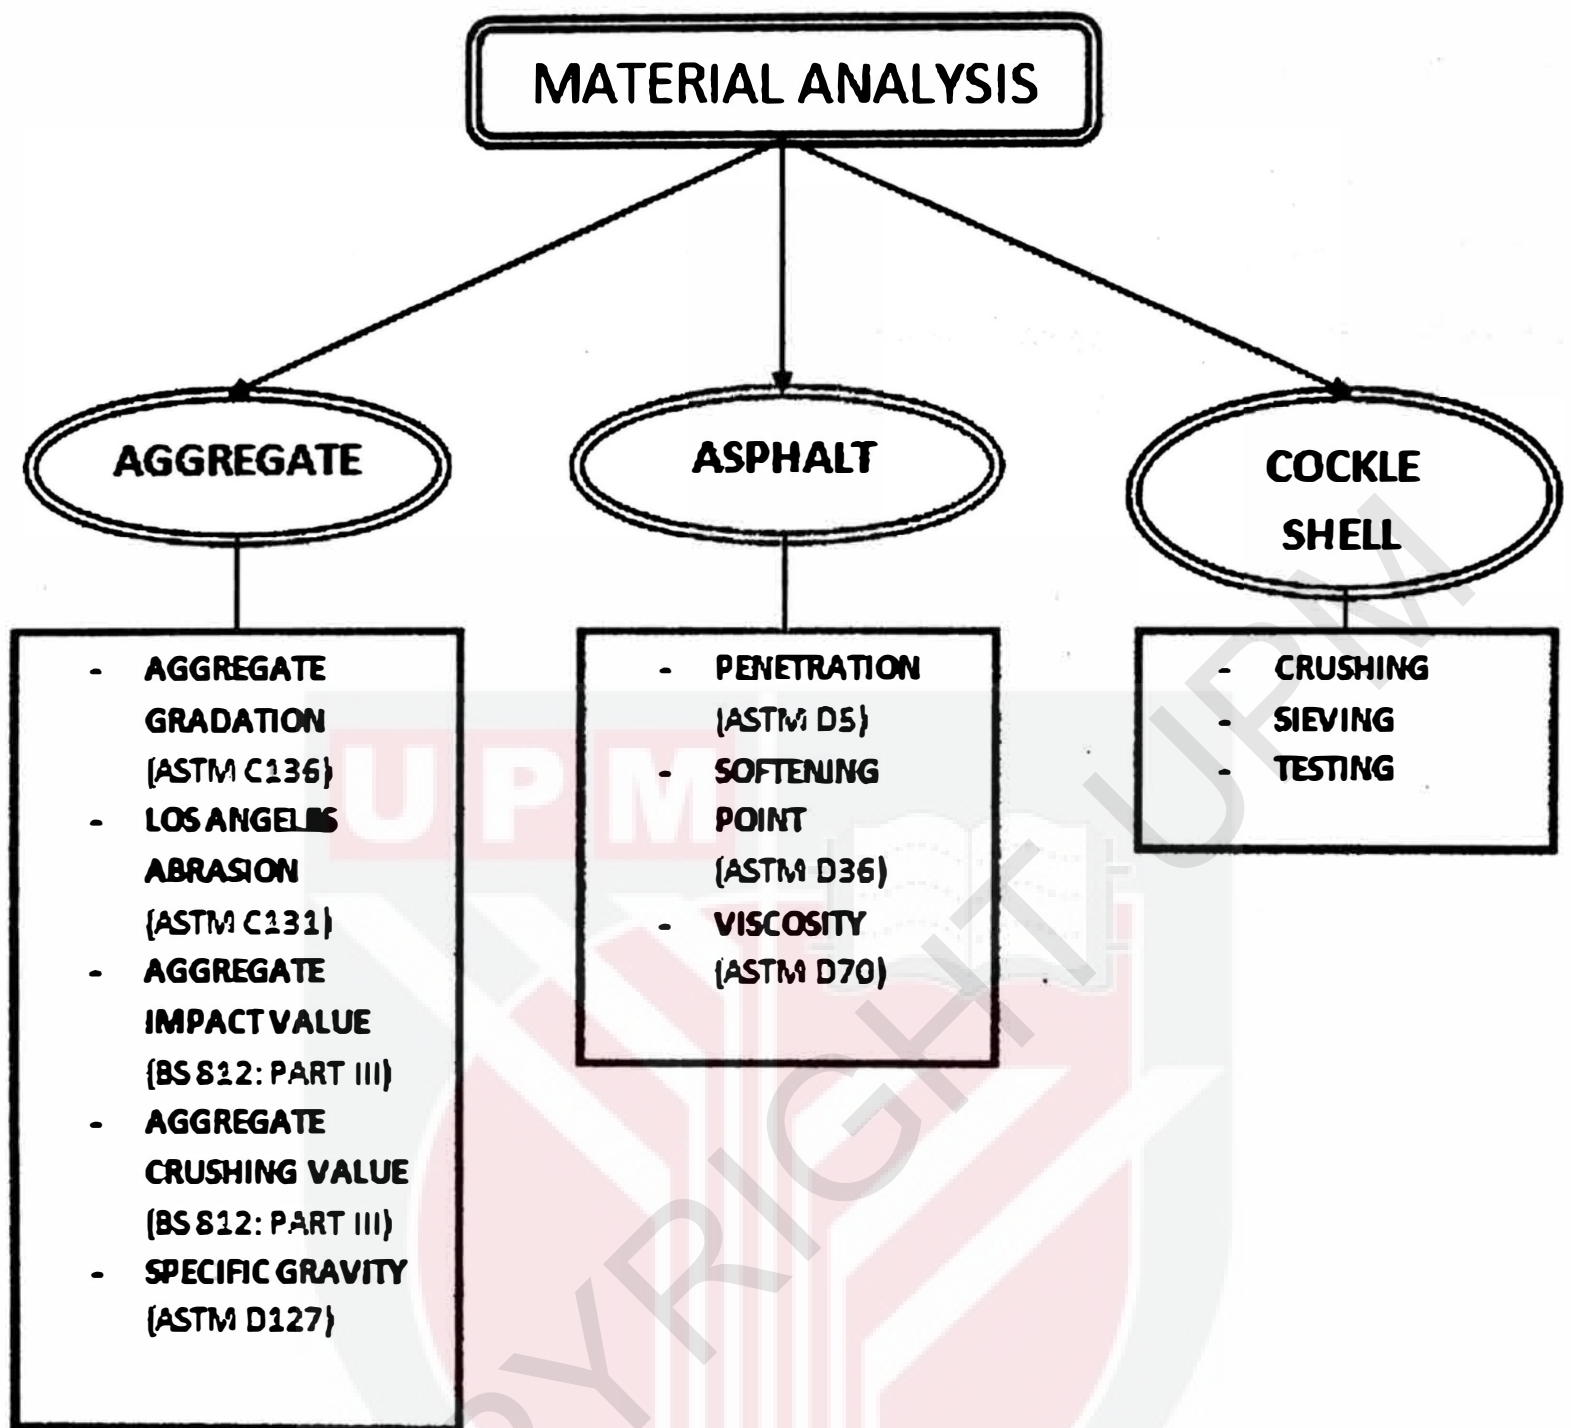 MATERIAL ANALYSIS
AGGREGATE
- AGGREGATE
GRADATION
(ASTM C136)
- LOS ANGELES
ABRASION
(ASTM C131)
- AGGREGATE
IMPACT VALUE
(BS 812: PART III)
- AGGREGATE
CRUSHING VALUE
(BS 812: PART III)
- SPECIFIC GRAVITY
(ASTM D127)
ASPHALT
- PENETRATION
(ASTM D5)
- SOFTENING
POINT
(ASTM D36)
- VISCOSITY
(ASTM D70)
COCKLE
SHELL
- CRUSHING
- SIEVING
- TESTING
UPM
COPYRIGHT UPM